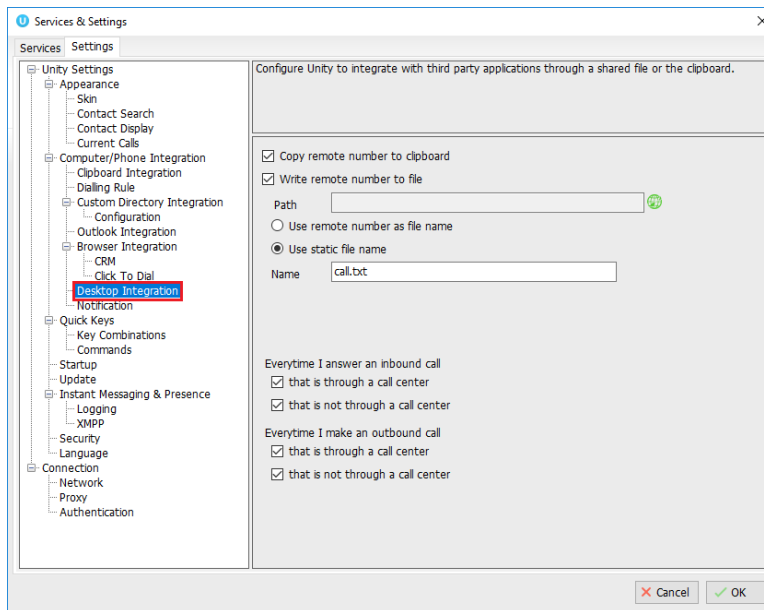 Services & Settings
Services Settings
Unity Settings
Appearance
Skin
Contact Search
Contact Display
Current Calls
Computer/Phone Integration
Clipboard Integration
Dialling Rule
Custom Directory Integration
Configuration
Outlook Integration
Browser Integration
CRM
Click To Dial
Desktop Integration
Notification
Quick Keys
Key Combinations
Commands
Startup
Update
Instant Messaging & Presence
Logging
XMPP
Security
Language
Connection
Network
Proxy
Authentication
Configure Unity to integrate with third party applications through a shared file or the clipboard.
Copy remote number to clipboard
Write remote number to file
Path
Use remote number as file name
Use static file name
Name call.txt
Everytime I answer an inbound call
that is through a call center
that is not through a call center
Everytime I make an outbound call
that is through a call center
that is not through a call center
Cancel OK